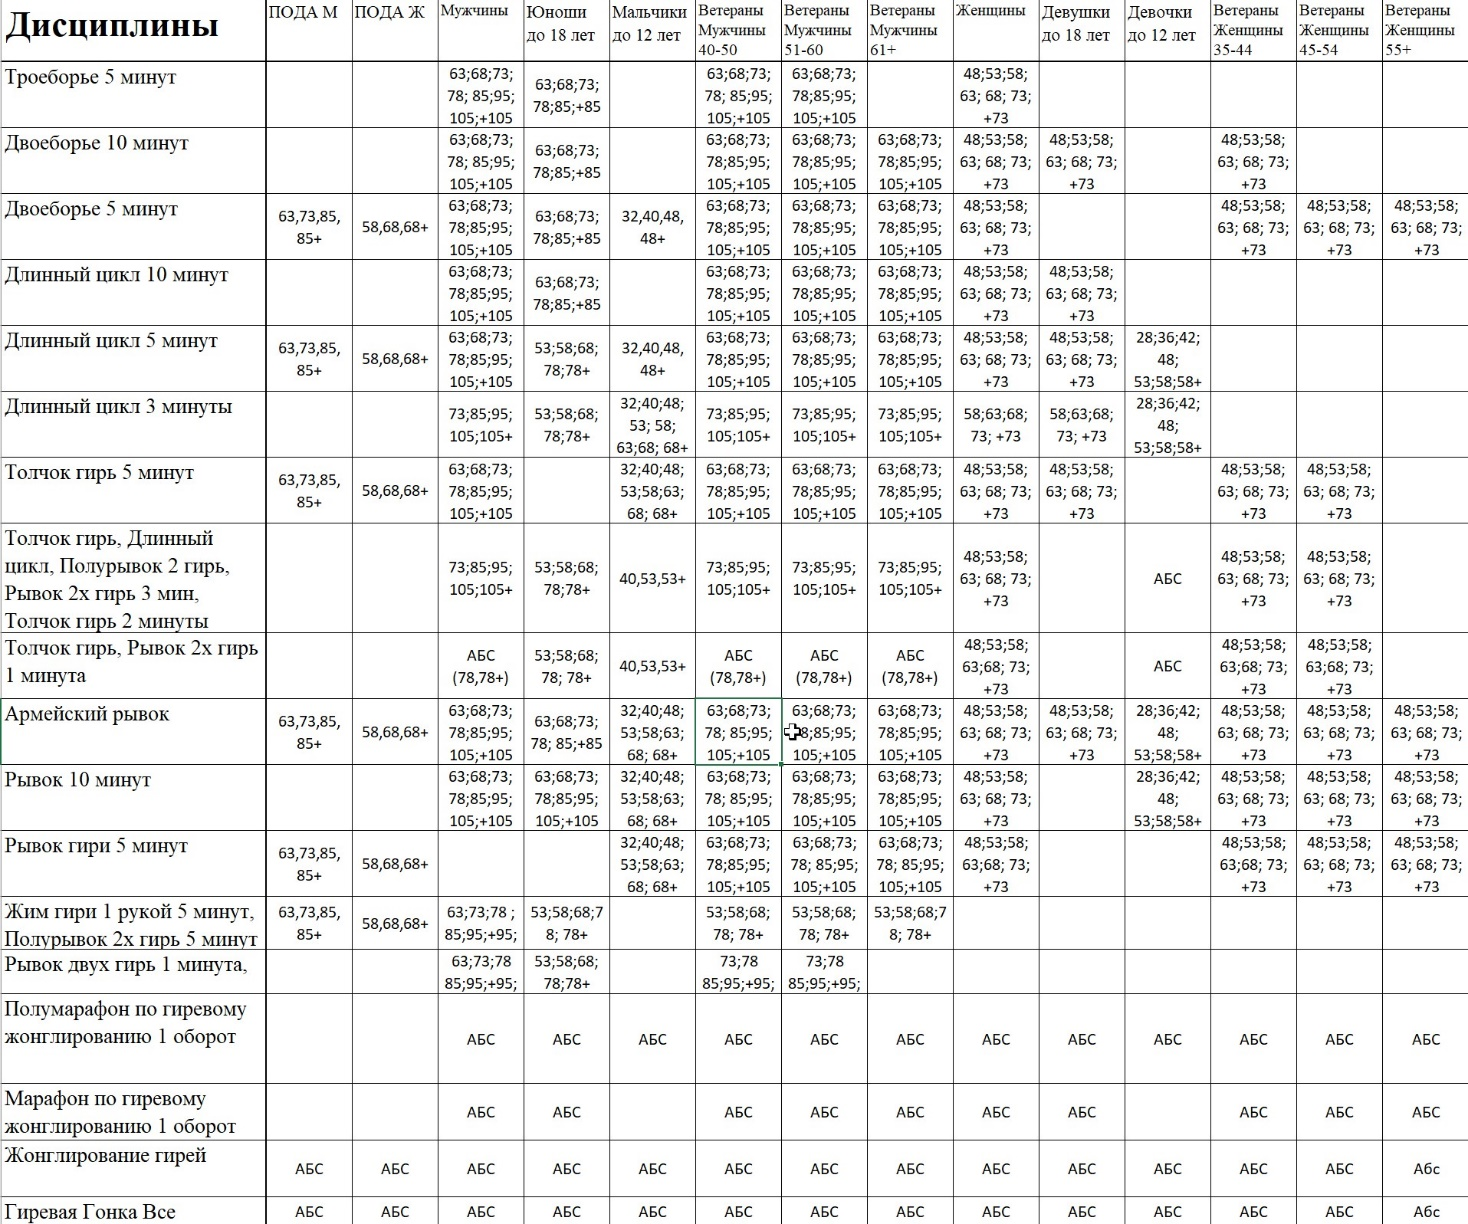 Дисциплины
ПОДА М
ПОДА Ж
Мужчины
Юноши
до 18 лет
Мальчики
до 12 лет
Ветераны
Мужчины
40-50
Ветераны
Мужчины
51-60
Ветераны
Мужчины
61+
Женщины
Девушки
до 18 лет
Девочки
до 12 лет
Ветераны
Женщины
35-44
Ветераны
Женщины
45-54
Ветераны
Женщины
55+
Троеборье 5 минут
63;68;73;
78; 85;95;
105;+105
63;68;73;
78;85;+85
63;68;73;
78; 85;95;
105;+105
63;68;73;
78;85;95;
105;+105
48;53;58;
63; 68; 73;
+73
Двоеборье 10 минут
63;68;73;
78; 85;95;
105;+105
63;68;73;
78;85;+85
63;68;73;
78;85;95;
105;+105
63;68;73;
78;85;95;
105;+105
63;68;73;
78;85;95;
105;+105
48;53;58;
63; 68; 73;
+73
48;53;58;
63; 68; 73;
+73
48;53;58;
63; 68; 73;
+73
Двоеборье 5 минут
63,73,85,
85+
58,68,68+
63;68;73;
78;85;95;
105;+105
63;68;73;
78;85;+85
32,40,48,
48+
63;68;73;
78;85;95;
105;+105
63;68;73;
78;85;95;
105;+105
63;68;73;
78;85;95;
105;+105
48;53;58;
63; 68; 73;
+73
48;53;58;
63; 68; 73;
+73
48;53;58;
63; 68; 73;
+73
48;53;58;
63; 68; 73;
+73
Длинный цикл 10 минут
63;68;73;
78;85;95;
105;+105
63;68;73;
78;85;+85
63;68;73;
78;85;95;
105;+105
63;68;73;
78;85;95;
105;+105
63;68;73;
78;85;95;
105;+105
48;53;58;
63; 68; 73;
+73
48;53;58;
63; 68; 73;
+73
Длинный цикл 5 минут
63,73,85,
85+
58,68,68+
63;68;73;
78;85;95;
105;+105
53;58;68;
78;78+
32,40,48,
48+
63;68;73;
78;85;95;
105;+105
63;68;73;
78;85;95;
105;+105
63;68;73;
78;85;95;
105;+105
48;53;58;
63; 68; 73;
+73
48;53;58;
63; 68; 73;
+73
28;36;42;
48;
53;58;58+
Длинный цикл 3 минуты
73;85;95;
105;105+
53;58;68;
78;78+
32;40;48;
53; 58;
63;68; 68+
73;85;95;
105;105+
73;85;95;
105;105+
73;85;95;
105;105+
58;63;68;
73; +73
58;63;68;
73; +73
28;36;42;
48;
53;58;58+
Толчок гирь 5 минут
63,73,85,
85+
58,68,68+
63;68;73;
78;85;95;
105;+105
32;40;48;
53;58;63;
68; 68+
63;68;73;
78;85;95;
105;+105
63;68;73;
78;85;95;
105;+105
63;68;73;
78;85;95;
105;+105
48;53;58;
63; 68; 73;
+73
48;53;58;
63; 68; 73;
+73
48;53;58;
63; 68; 73;
+73
48;53;58;
63; 68; 73;
+73
Толчок гирь, Длинный
цикл, Полурывок 2 гирь,
Рывок 2х гирь 3 мин,
Толчок гирь 2 минуты
73;85;95;
105;105+
53;58;68;
78;78+
40,53,53+
73;85;95;
105;105+
73;85;95;
105;105+
73;85;95;
105;105+
48;53;58;
63; 68; 73;
+73
АБС
48;53;58;
63; 68; 73;
+73
48;53;58;
63; 68; 73;
+73
Толчок гирь, Рывок 2х гирь
1 минута
АБС
(78,78+)
53;58;68;
78; 78+
40,53,53+
АБС
(78,78+)
АБС
(78,78+)
АБС
(78,78+)
48;53;58;
63;68; 73;
+73
АБС
48;53;58;
63;68; 73;
+73
48;53;58;
63;68; 73;
+73
Армейский рывок
63,73,85,
85+
58,68,68+
63;68;73;
78;85;95;
105;+105
63;68;73;
78; 85;+85
32;40;48;
53;58;63;
68; 68+
63;68;73;
78; 85;95;
105;+105
63;68;73;
8;85;95;
105;+105
63;68;73;
78;85;95;
105;+105
48;53;58;
63; 68; 73;
+73
48;53;58;
63; 68; 73;
+73
28;36;42;
48;
53;58;58+
48;53;58;
63; 68; 73;
+73
48;53;58;
63; 68; 73;
+73
48;53;58;
63; 68; 73;
+73
Рывок 10 минут
63;68;73;
78;85;95;
105;+105
63;68;73;
78;85;95;
105;+105
32;40;48;
53;58;63;
68; 68+
63;68;73;
78; 85;95;
105;+105
63;68;73;
78;85;95;
105;+105
63;68;73;
78;85;95;
105;+105
48;53;58;
63; 68; 73;
+73
28;36;42;
48;
53;58;58+
48;53;58;
63; 68; 73;
+73
48;53;58;
63; 68; 73;
+73
48;53;58;
63; 68; 73;
+73
Рывок гири 5 минут
63,73,85,
85+
58,68,68+
32;40;48;
53;58;63;
68; 68+
63;68;73;
78;85;95;
105;+105
63;68;73;
78; 85;95;
105;+105
63;68;73;
78; 85;95;
105;+105
48;53;58;
63;68; 73;
+73
48;53;58;
63;68; 73;
+73
48;53;58;
63; 68; 73;
+73
48;53;58;
63; 68; 73;
+73
Жим гири 1 рукой 5 минут,
Полурывок 2х гирь 5 минут
63,73,85,
85+
58,68,68+
63;73;78 ;
85;95;+95;
53;58;68;7
8; 78+
53;58;68;
78; 78+
53;58;68;
78; 78+
53;58;68;7
8; 78+
Рывок двух гирь 1 минута,
63;73;78
85;95;+95;
53;58;68;
78;78+
73;78
85;95;+95;
73;78
85;95;+95;
Полумарафон по гиревому
жонглированию 1 оборот
АБС
АБС
АБС
АБС
АБС
АБС
АБС
АБС
АБС
АБС
АБС
АБС
Марафон по гиревому
жонглированию 1 оборот
АБС
АБС
АБС
АБС
АБС
АБС
АБС
АБС
АБС
АБС
Жонглирование гирей
АБС
АБС
АБС
АБС
АБС
АБС
АБС
АБС
АБС
АБС
АБС
АБС
АБС
Абс
Гиревая Гонка Все
АБС
АБС
АБС
АБС
АБС
АБС
АБС
АБС
АБС
АБС
АБС
АБС
АБС
Абс